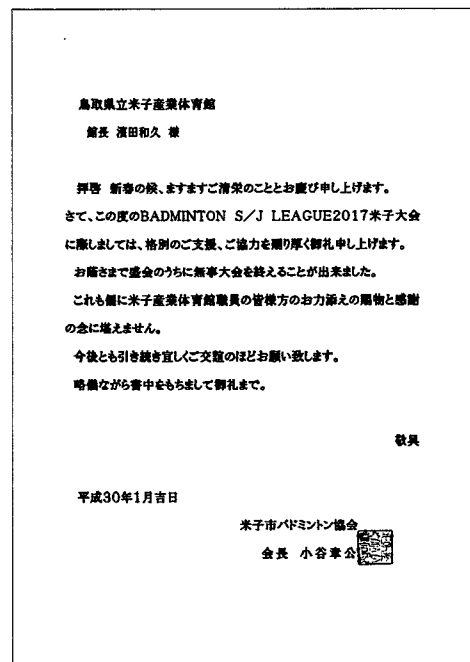 鳥取県立米子産業体育館
館長 濱田和久 様
拝啓 新春の候、ますますご清栄のこととお慶び申し上げます。
さて、この度のBADMINTON S/J LEAGUE2017米子大会
に際しましては、格別のご支援、ご協力を賜り厚く御礼申し上げます。
お蔭さまで盛会のうちに無事大会を終えることが出来ました。
これも偏に米子産業体育館職員の皆様方のお力添えの賜物と感謝
の念に堪えません。
今後とも引き続き宜しくご交誼のほどお願い致します。
略儀ながら書中をもちまして御礼まで。
敬具
平成30年1月吉日
米子市バドミントン協会
会長 小谷章公